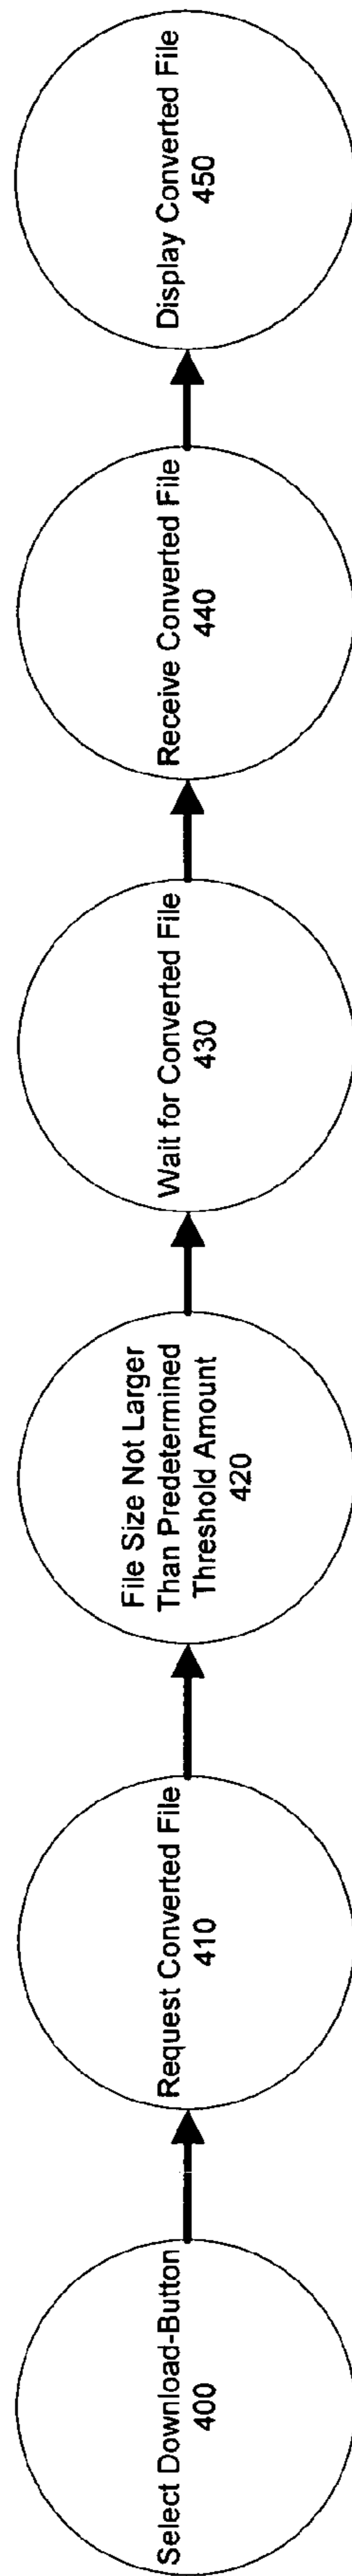 Select Download-Button
400
Request Converted File
410
File Size Not Larger
Than Predetermined
Threshold Amount
420
Wait for Converted File
430
Receive Converted File
440
Display Converted File
450